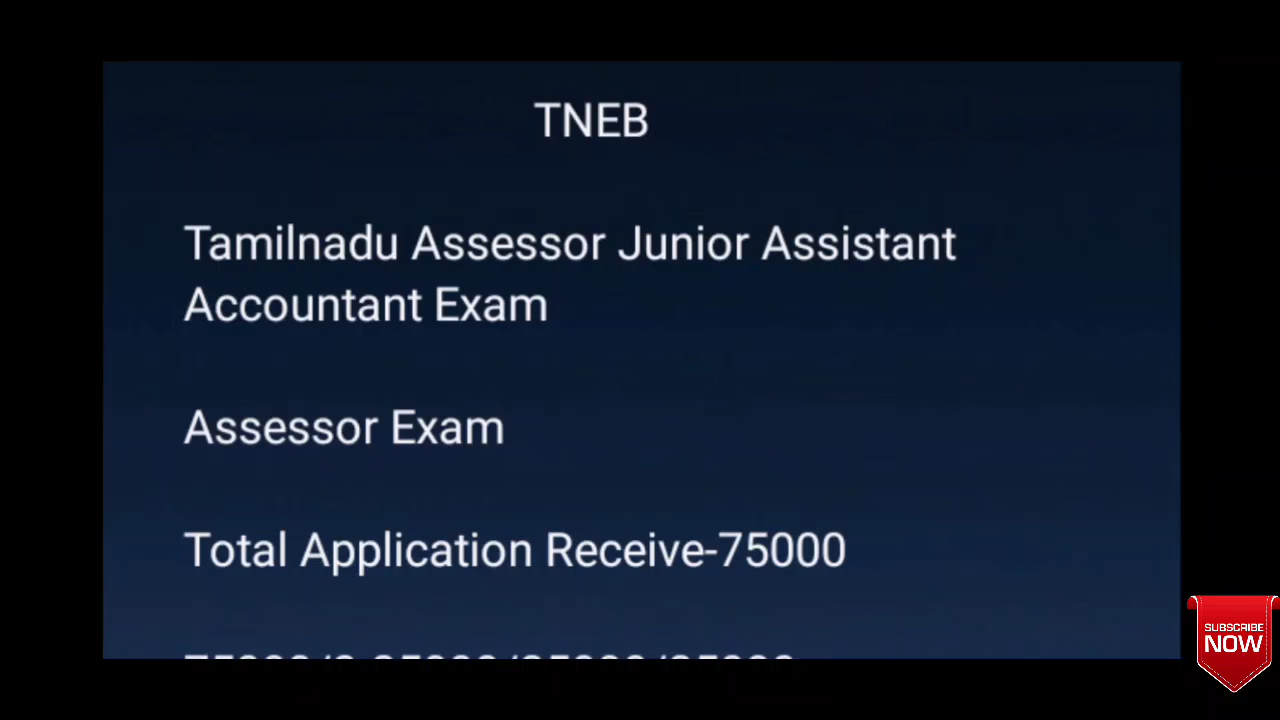 TNEB
Tamilnadu Assessor Junior Assistant
Accountant Exam
Assessor Exam
Total Application Receive-75000
SUBSCRIBE
NOW